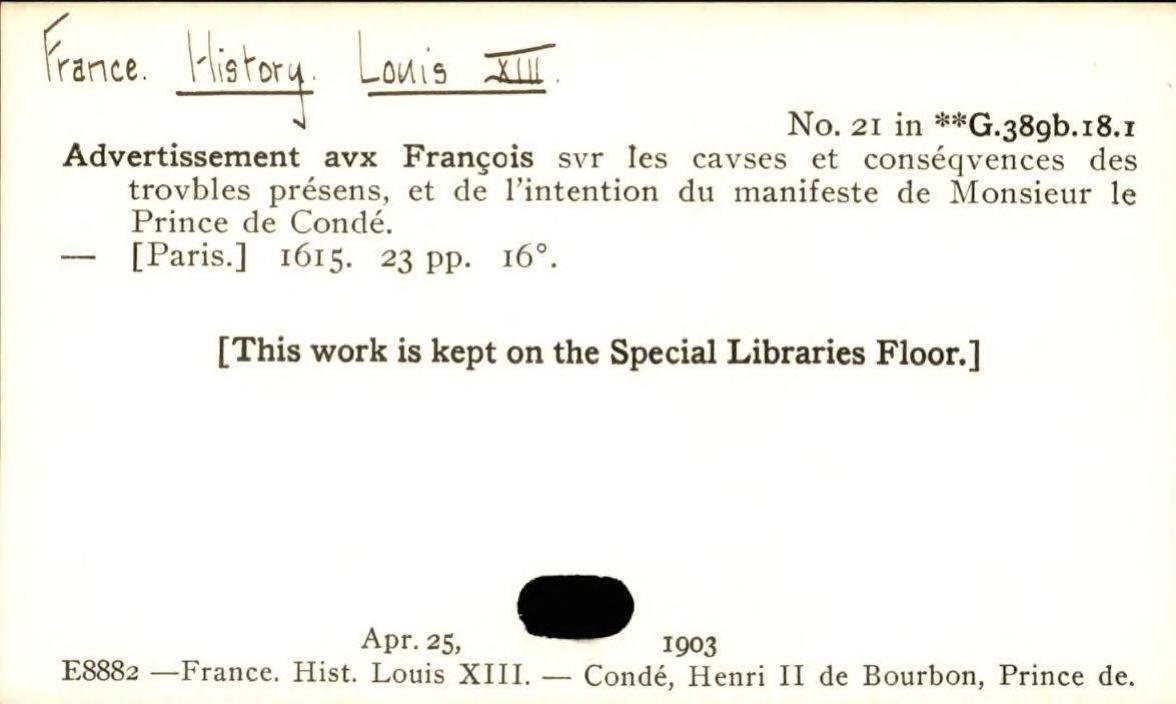 France. History. Louis XIII.
No. 21 in **G.389b.18.1
Advertissement avx François svr les cavses et conséqvences des
trovbles présens, et de l'intention du manifeste de Monsieur le
Prince de Condé.
— [Paris.] 1615. 23 pp. 16°.
[This work is kept on the Special Libraries Floor.]
Apr. 25, 1903
E8882 —France. Hist. Louis XIII. — Condé, Henri II de Bourbon, Prince de.